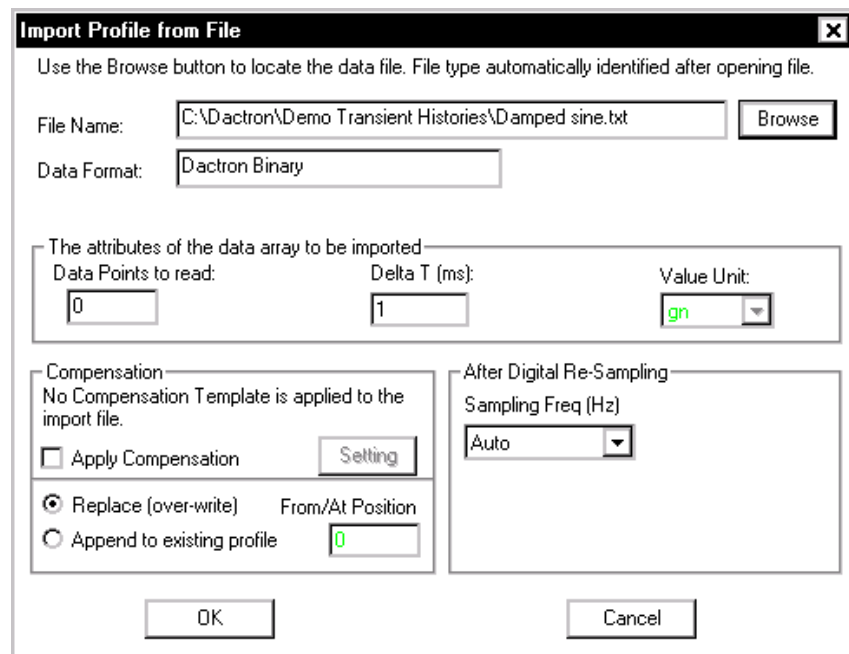 Import Profile from File
Use the Browse button to locate the data file. File type automatically identified after opening file.
File Name:
C:\Dactron\Demo Transient Histories\Damped sine.txt
Browse
Data Format:
Dactron Binary
The attributes of the data array to be imported
Data Points to read:
Delta T (ms):
Value Unit:
0
1
gn
Compensation
No Compensation Template is applied to the
import file.
Apply Compensation
Setting
Replace (over-write)
From/At Position
Append to existing profile
0
After Digital Re-Sampling
Sampling Freq (Hz)
Auto
OK
Cancel